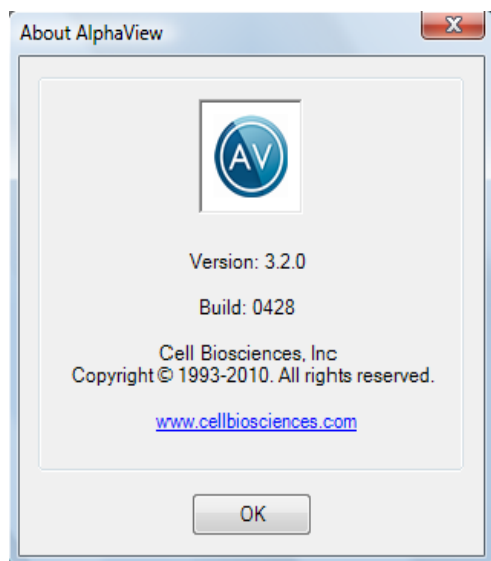 About AlphaView
X
AV
Version: 3.2.0
Build: 0428
Cell Biosciences, Inc
Copyright © 1993-2010. All rights reserved.
www.cellbiosciences.com
OK